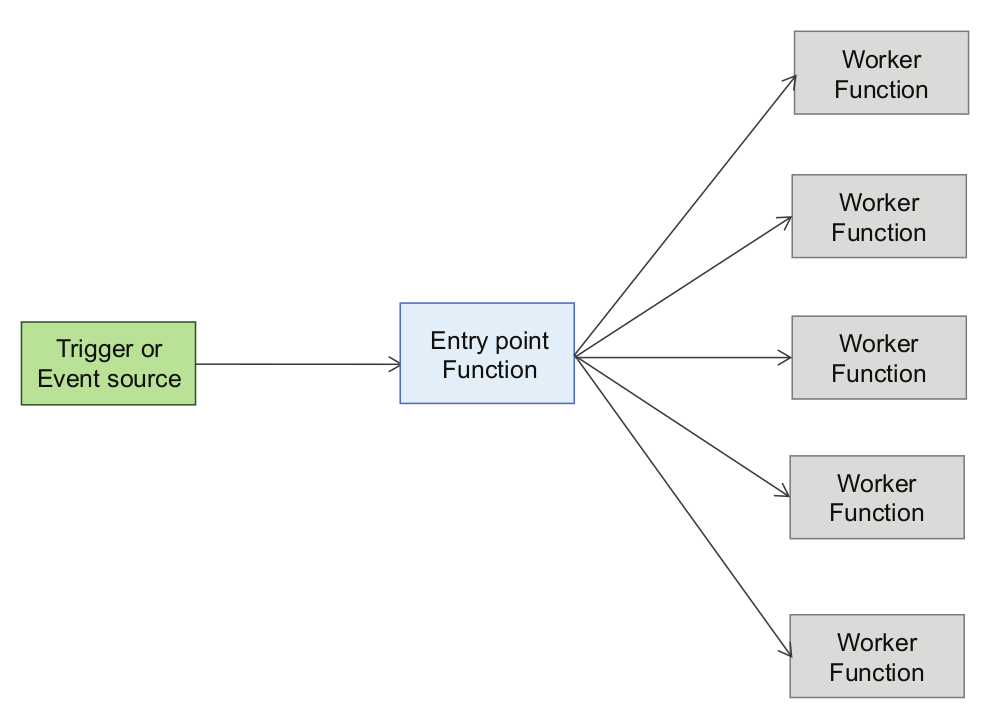 Trigger or
Event source
Entry point
Function
Worker
Function
Worker
Function
Worker
Function
Worker
Function
Worker
Function